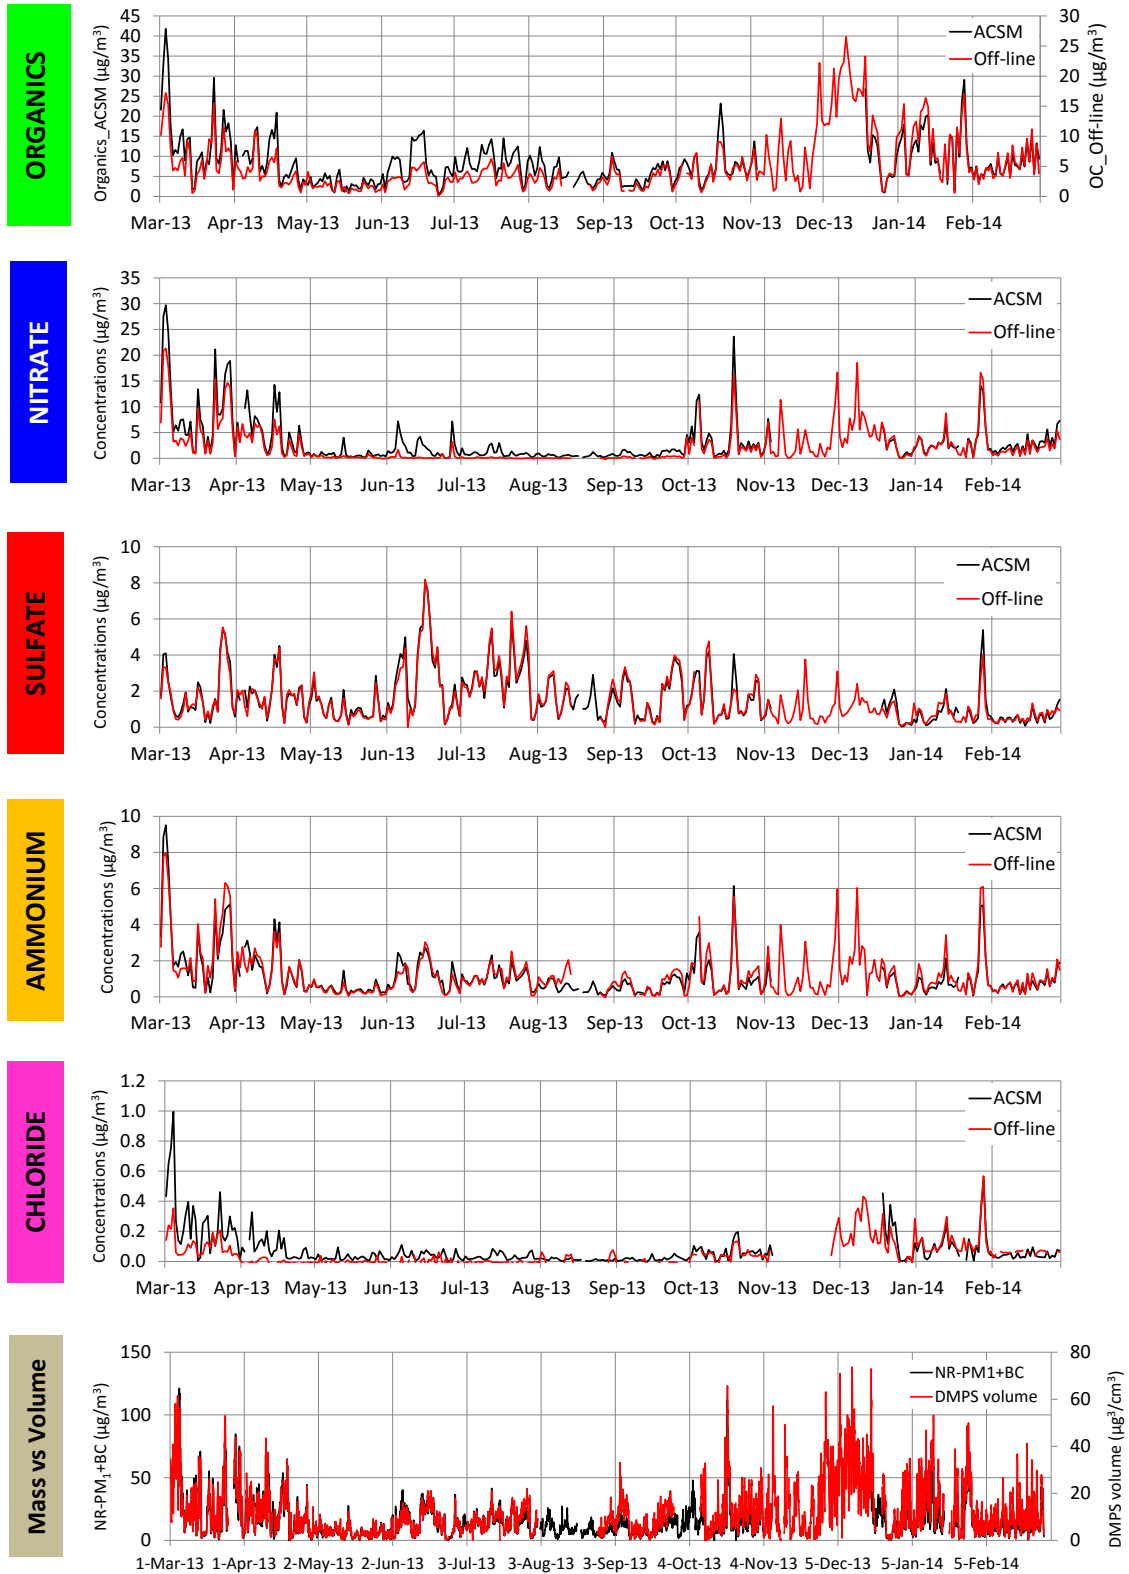 ORGANICS
Organics_ACSM (µg/m³)
45
40
35
30
25
20
15
10
5
0
ACSM
Off-line
30
25
20
15
10
5
0
OC_Off-line (µg/m³)
Mar-13 Apr-13 May-13 Jun-13 Jul-13 Aug-13 Sep-13 Oct-13 Nov-13 Dec-13 Jan-14 Feb-14
NITRATE
Concentrations (µg/m³)
35
30
25
20
15
10
5
0
ACSM
Off-line
Mar-13 Apr-13 May-13 Jun-13 Jul-13 Aug-13 Sep-13 Oct-13 Nov-13 Dec-13 Jan-14 Feb-14
SULFATE
Concentrations (µg/m³)
10
8
6
4
2
0
ACSM
Off-line
Mar-13 Apr-13 May-13 Jun-13 Jul-13 Aug-13 Sep-13 Oct-13 Nov-13 Dec-13 Jan-14 Feb-14
AMMONIUM
Concentrations (µg/m³)
10
8
6
4
2
0
ACSM
Off-line
Mar-13 Apr-13 May-13 Jun-13 Jul-13 Aug-13 Sep-13 Oct-13 Nov-13 Dec-13 Jan-14 Feb-14
CHLORIDE
Concentrations (µg/m³)
1.2
1.0
0.8
0.6
0.4
0.2
0.0
ACSM
Off-line
Mar-13 Apr-13 May-13 Jun-13 Jul-13 Aug-13 Sep-13 Oct-13 Nov-13 Dec-13 Jan-14 Feb-14
Mass vs Volume
NR-PM₁+BC (µg/m³)
150
100
50
0
NR-PM1+BC
DMPS volume
80
60
40
20
0
DMPS volume (µg³/cm³)
1-Mar-13 1-Apr-13 2-May-13 2-Jun-13 3-Jul-13 3-Aug-13 3-Sep-13 4-Oct-13 4-Nov-13 5-Dec-13 5-Jan-14 5-Feb-14